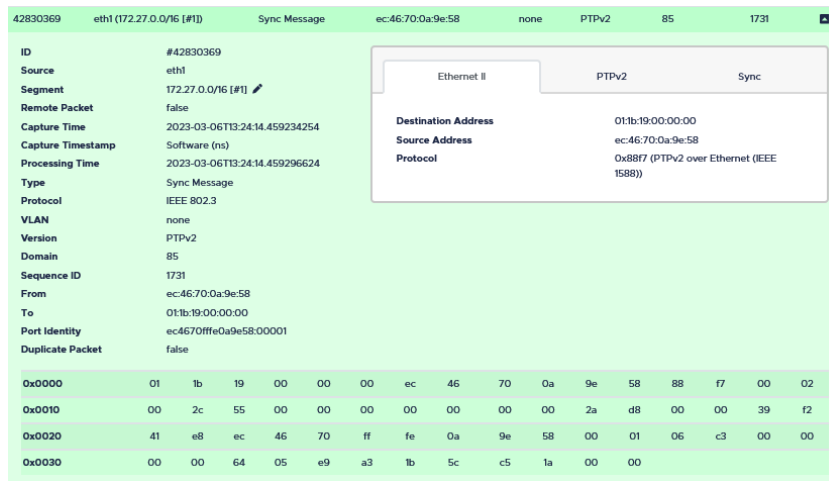 42830369 eth1 (172.27.0.0/16 [#1]) Sync Message ec:46:70:0a:9e:58 none PTPv2 85 1731
ID #42830369
Source eth1
Segment 172.27.0.0/16 [#1]
Remote Packet false
Capture Time 2023-03-06T13:24:14.459234254
Capture Timestamp Software (ns)
Processing Time 2023-03-06T13:24:14.459296624
Type Sync Message
Protocol IEEE 802.3
VLAN none
Version PTPv2
Domain 85
Sequence ID 1731
From ec:46:70:0a:9e:58
To 01:1b:19:00:00:00
Port Identity ec4670fffe0a9e58:00001
Duplicate Packet false
Ethernet II PTPv2 Sync
Destination Address 01:1b:19:00:00:00
Source Address ec:46:70:0a:9e:58
Protocol 0x88f7 (PTPv2 over Ethernet (IEEE
1588))
0x0000 01 1b 19 00 00 00 ec 46 70 0a 9e 58 88 f7 00 02
0x0010 00 2c 55 00 00 00 00 00 00 00 2a d8 00 00 39 f2
0x0020 41 e8 ec 46 70 ff fe 0a 9e 58 00 01 06 c3 00 00
0x0030 00 00 64 05 e9 a3 1b 5c c5 1a 00 00